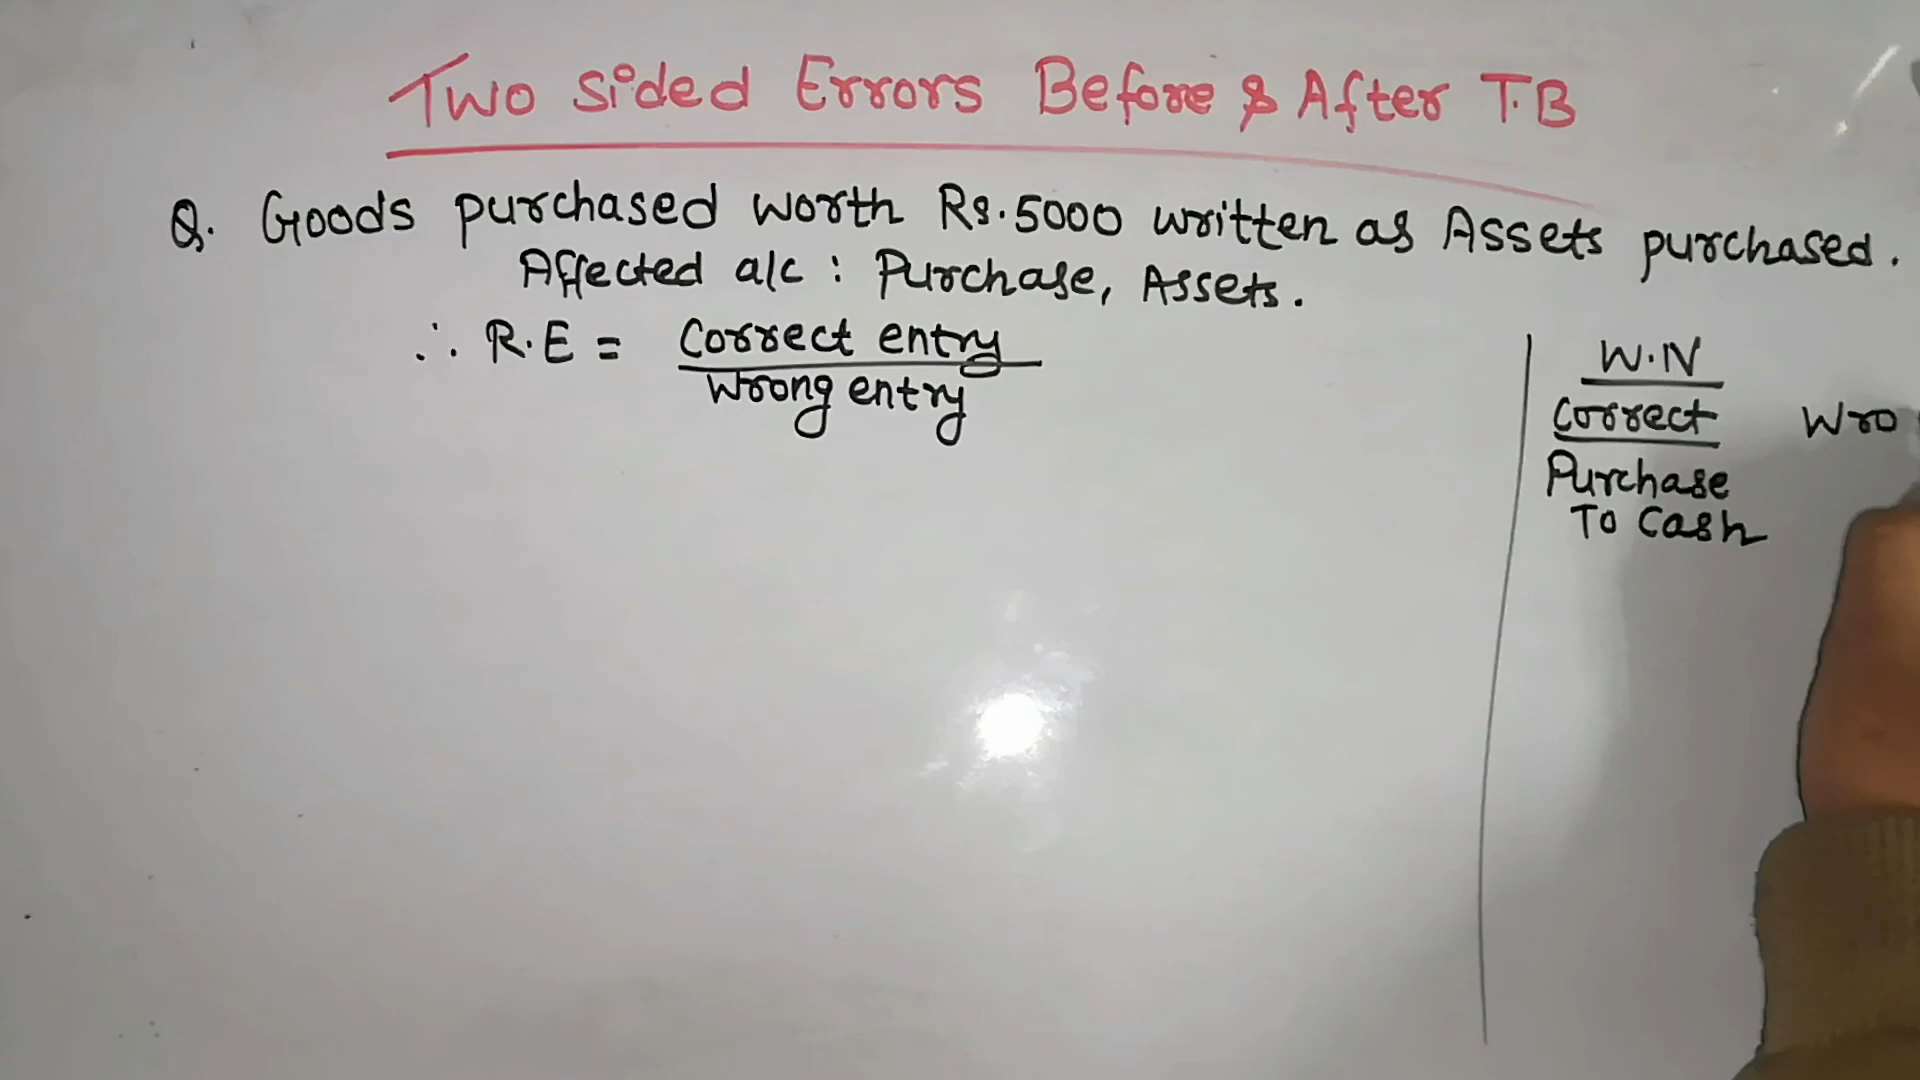 Two Sided Errors Before & After T.B
Q. Goods purchased worth Rs.5000 written as Assets purchased.
Affected a/c : Purchase, Assets.
∴ R.E = Correct entry
Wrong entry
W.N
Correct Wro
Purchase
To Cash